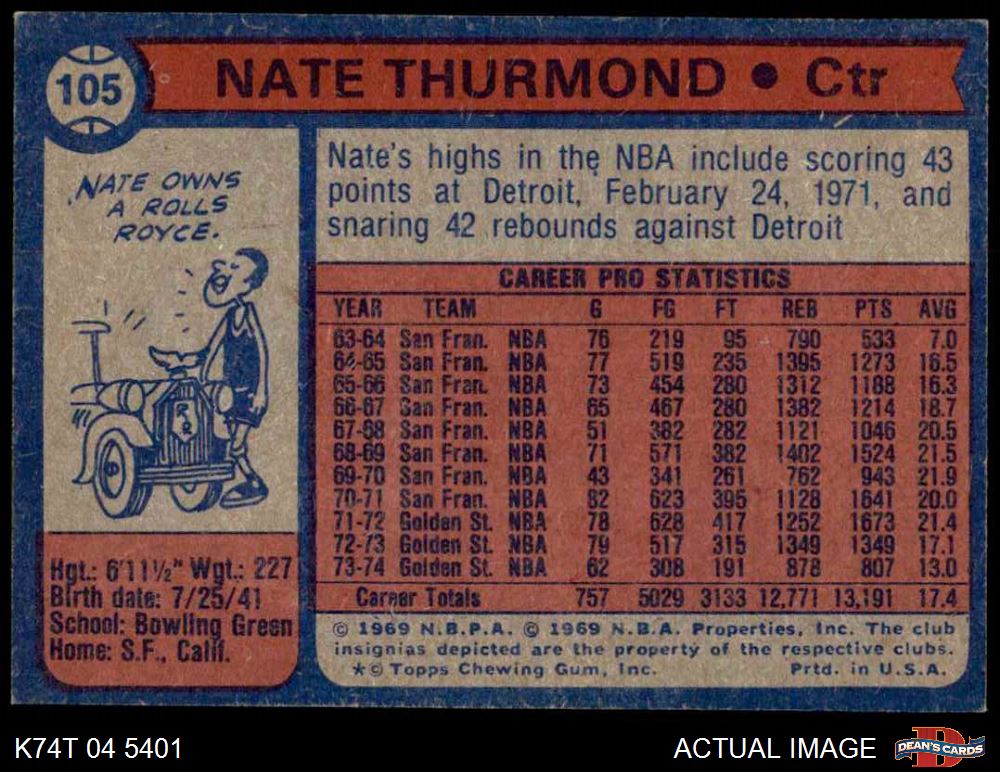 105
NATE THURMOND • Ctr
NATE OWNS
A ROLLS
ROYCE.
Nate's highs in the NBA include scoring 43
points at Detroit, February 24, 1971, and
snaring 42 rebounds against Detroit
CAREER PRO STATISTICS
YEAR TEAM G FG FT REB PTS AVG
63-64 San Fran. NBA 76 219 95 790 533 7.0
64-65 San Fran. NBA 77 519 235 1395 1273 16.5
65-66 San Fran. NBA 73 454 280 1312 1188 16.3
66-67 San Fran. NBA 65 467 280 1382 1214 18.7
67-68 San Fran. NBA 51 382 282 1121 1046 20.5
68-69 San Fran. NBA 71 571 382 1402 1524 21.5
69-70 San Fran. NBA 43 341 261 762 943 21.9
70-71 San Fran. NBA 82 623 395 1128 1641 20.0
71-72 Golden St. NBA 78 628 417 1252 1673 21.4
72-73 Golden St. NBA 79 517 315 1349 1349 17.1
73-74 Golden St. NBA 62 308 191 878 807 13.0
Career Totals 757 5029 3133 12,771 13,191 17.4
Hgt.: 6'11½" Wgt.: 227
Birth date: 7/25/41
School: Bowling Green
Home: S.F., Calif.
© 1969 N.B.P.A. © 1969 N.B.A. Properties, Inc. The club
insignias depicted are the property of the respective clubs.
*© Topps Chewing Gum, Inc. Prtd. in U.S.A.
K74T 04 5401
ACTUAL IMAGE
DEAN'S CARDS